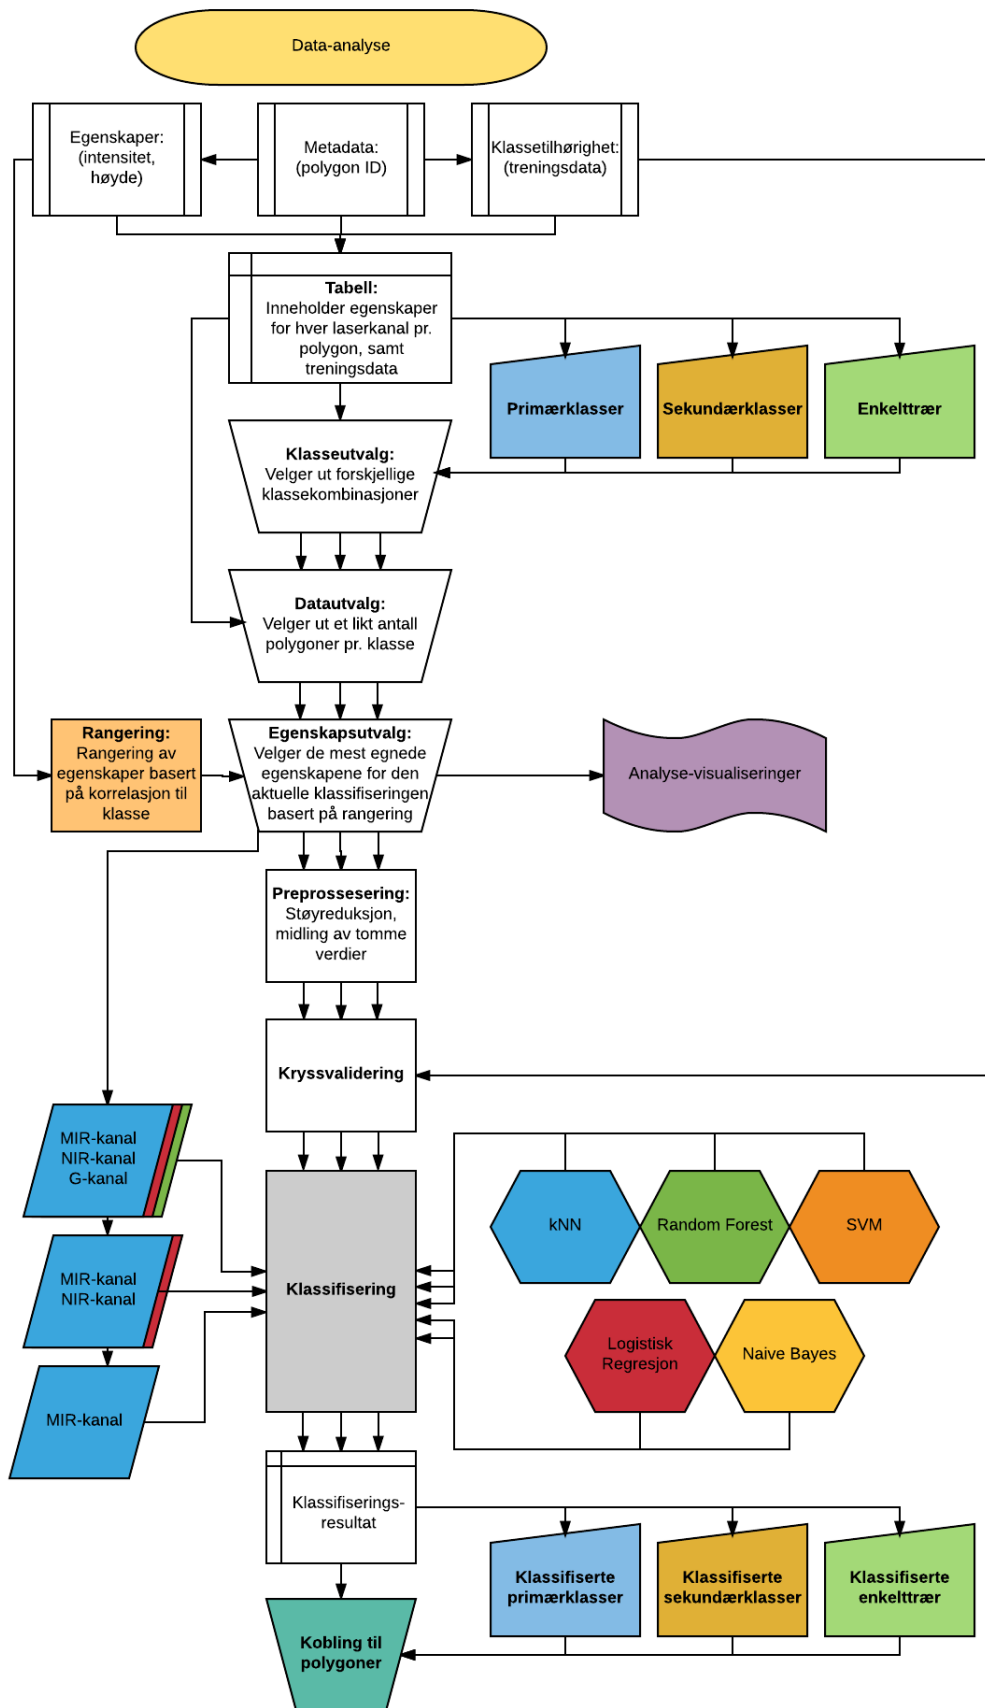 Data-analyse
Egenskaper:
(intensitet,
høyde)
Metadata:
(polygon ID)
Klassetilhørighet:
(treningsdata)
Tabell:
Inneholder egenskaper
for hver laserkanal pr.
polygon, samt
treningsdata
Primærklasser
Sekundærklasser
Enkelttrær
Klasseutvalg:
Velger ut forskjellige
klassekombinasjoner
Datautvalg:
Velger ut et likt antall
polygoner pr. klasse
Rangering:
Rangering av
egenskaper basert
på korrelasjon til
klasse
Egenskapsutvalg:
Velger de mest egnede
egenskapene for den
aktuelle klassifiseringen
basert på rangering
Analyse-visualiseringer
Preprossesering:
Støyreduksjon,
midling av tomme
verdier
Kryssvalidering
MIR-kanal
NIR-kanal
G-kanal
MIR-kanal
NIR-kanal
MIR-kanal
Klassifisering
kNN
Random Forest
SVM
Logistisk
Regresjon
Naive Bayes
Klassifiserings-
resultat
Klassifiserte
primærklasser
Klassifiserte
sekundærklasser
Klassifiserte
enkelttrær
Kobling til
polygoner